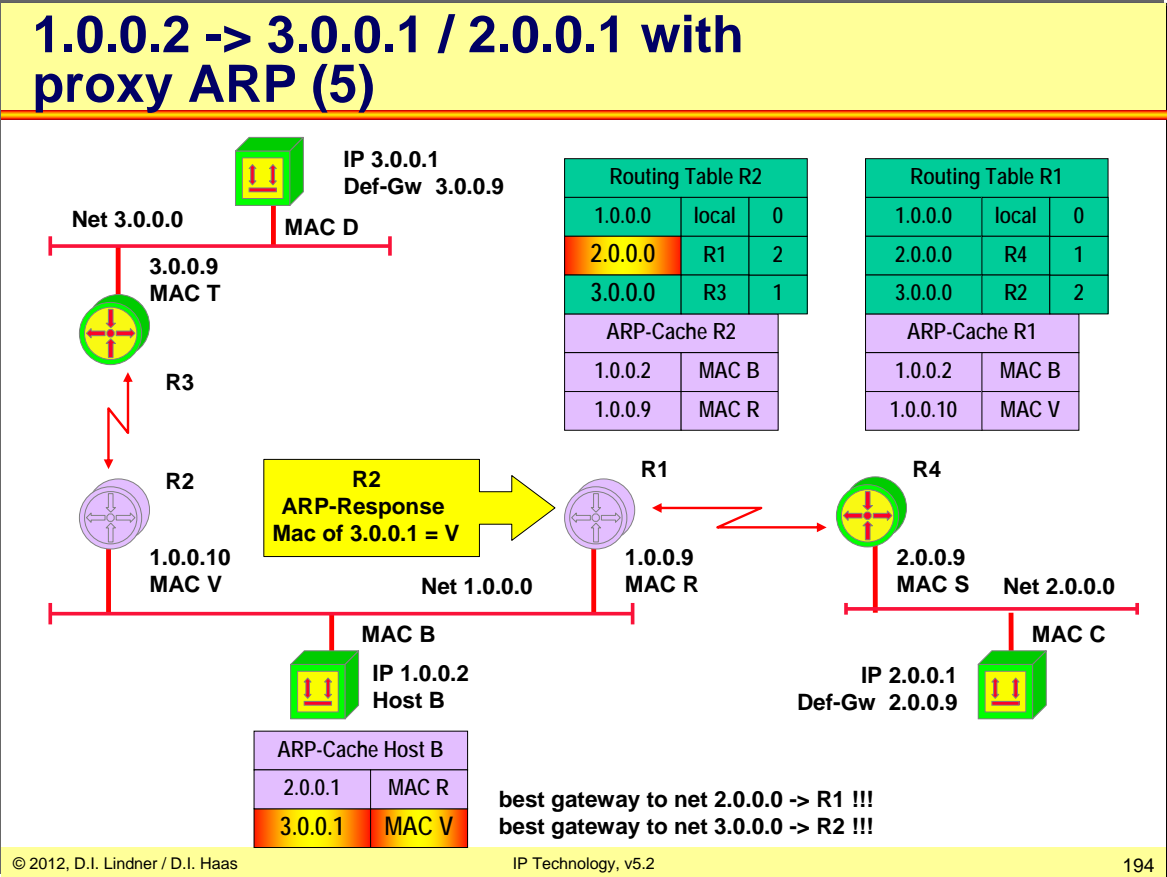 1.0.0.2 -> 3.0.0.1 / 2.0.0.1 with
proxy ARP (5)
IP 3.0.0.1
Def-Gw 3.0.0.9
Net 3.0.0.0
MAC D
3.0.0.9
MAC T
R3
Routing Table R2
1.0.0.0 local 0
2.0.0.0 R1 2
3.0.0.0 R3 1
ARP-Cache R2
1.0.0.2 MAC B
1.0.0.9 MAC R
Routing Table R1
1.0.0.0 local 0
2.0.0.0 R4 1
3.0.0.0 R2 2
ARP-Cache R1
1.0.0.2 MAC B
1.0.0.10 MAC V
R2
R2
ARP-Response
Mac of 3.0.0.1 = V
R1
R4
1.0.0.10
MAC V
Net 1.0.0.0
1.0.0.9
MAC R
2.0.0.9
MAC S
Net 2.0.0.0
MAC B
IP 1.0.0.2
Host B
MAC C
IP 2.0.0.1
Def-Gw 2.0.0.9
ARP-Cache Host B
2.0.0.1 MAC R
3.0.0.1 MAC V
best gateway to net 2.0.0.0 -> R1 !!!
best gateway to net 3.0.0.0 -> R2 !!!
© 2012, D.I. Lindner / D.I. Haas
IP Technology, v5.2
194